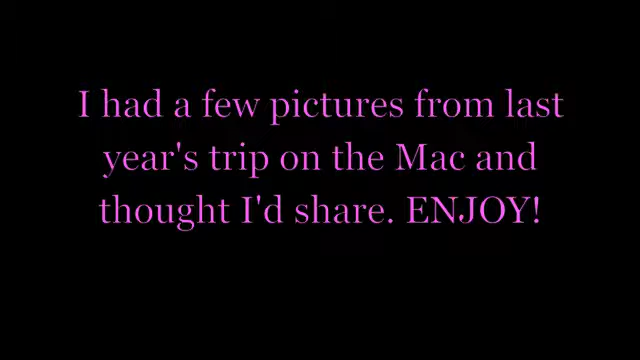 I had a few pictures from last
year's trip on the Mac and
thought I'd share. ENJOY!